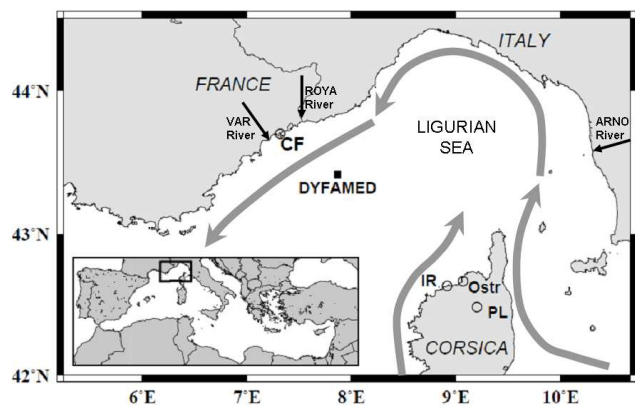 ITALY
44°N
FRANCE
ROYA
River
VAR
River
CF
LIGURIAN
SEA
ARNO
River
DYFAMED
43°N
IR
Ostr
PL
CORSICA
42°N
6°E
7°E
8°E
9°E
10°E